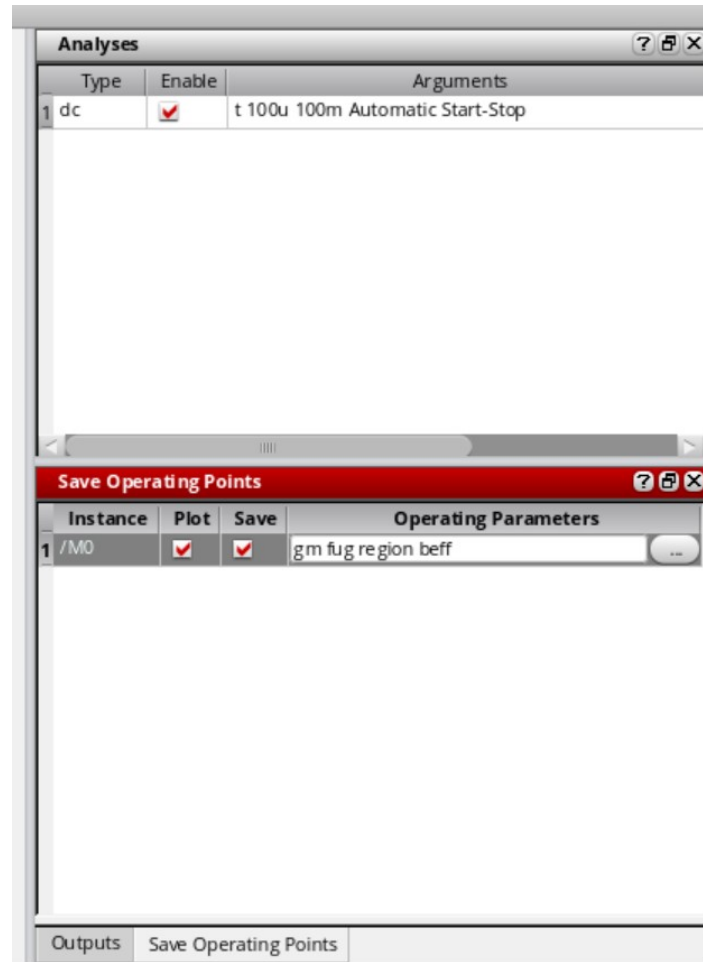 Analyses
Type Enable Arguments
1 dc t 100u 100m Automatic Start-Stop
Save Operating Points
Instance Plot Save Operating Parameters
1 /M0 gm fug region beff ...
Outputs Save Operating Points